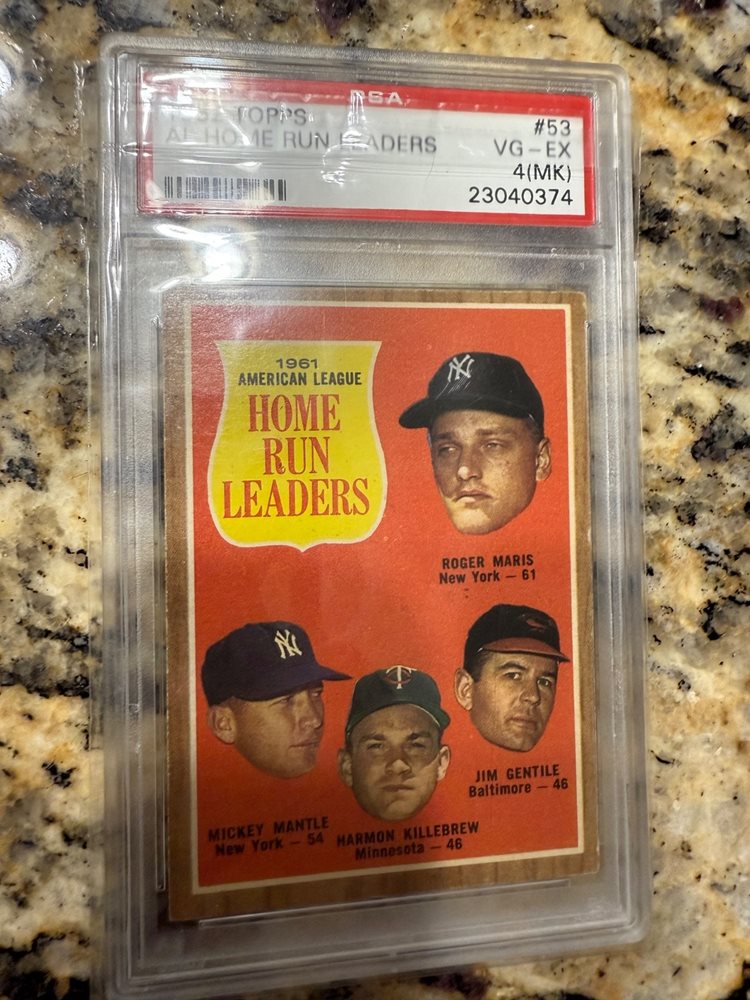 PSA
TOPPS
#53
AL HOME RUN LEADERS
VG-EX
4(MK)
23040374
1961
AMERICAN LEAGUE
HOME
RUN
LEADERS
NY
ROGER MARIS
New York — 61
NY
T
C
JIM GENTILE
Baltimore — 46
MICKEY MANTLE
New York — 54
HARMON KILLEBREW
Minnesota — 46